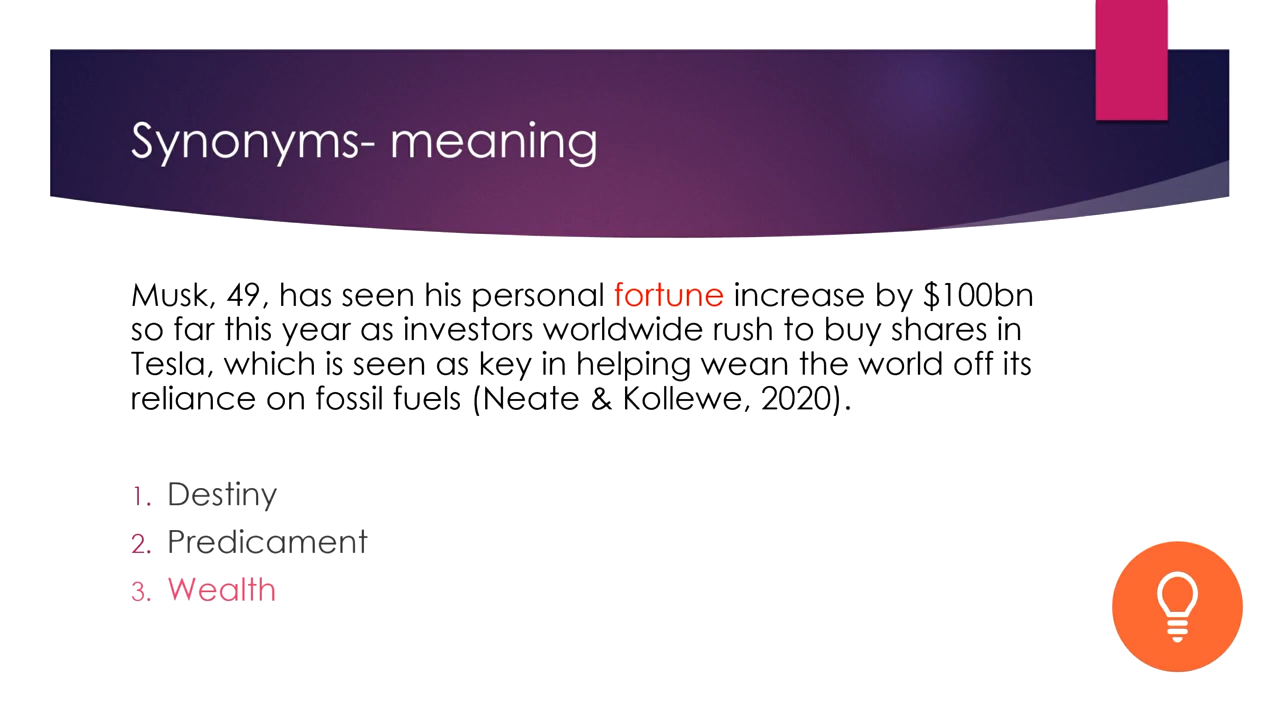 Synonyms- meaning
Musk, 49, has seen his personal fortune increase by $100bn
so far this year as investors worldwide rush to buy shares in
Tesla, which is seen as key in helping wean the world off its
reliance on fossil fuels (Neate & Kollewe, 2020).
1. Destiny
2. Predicament
3. Wealth